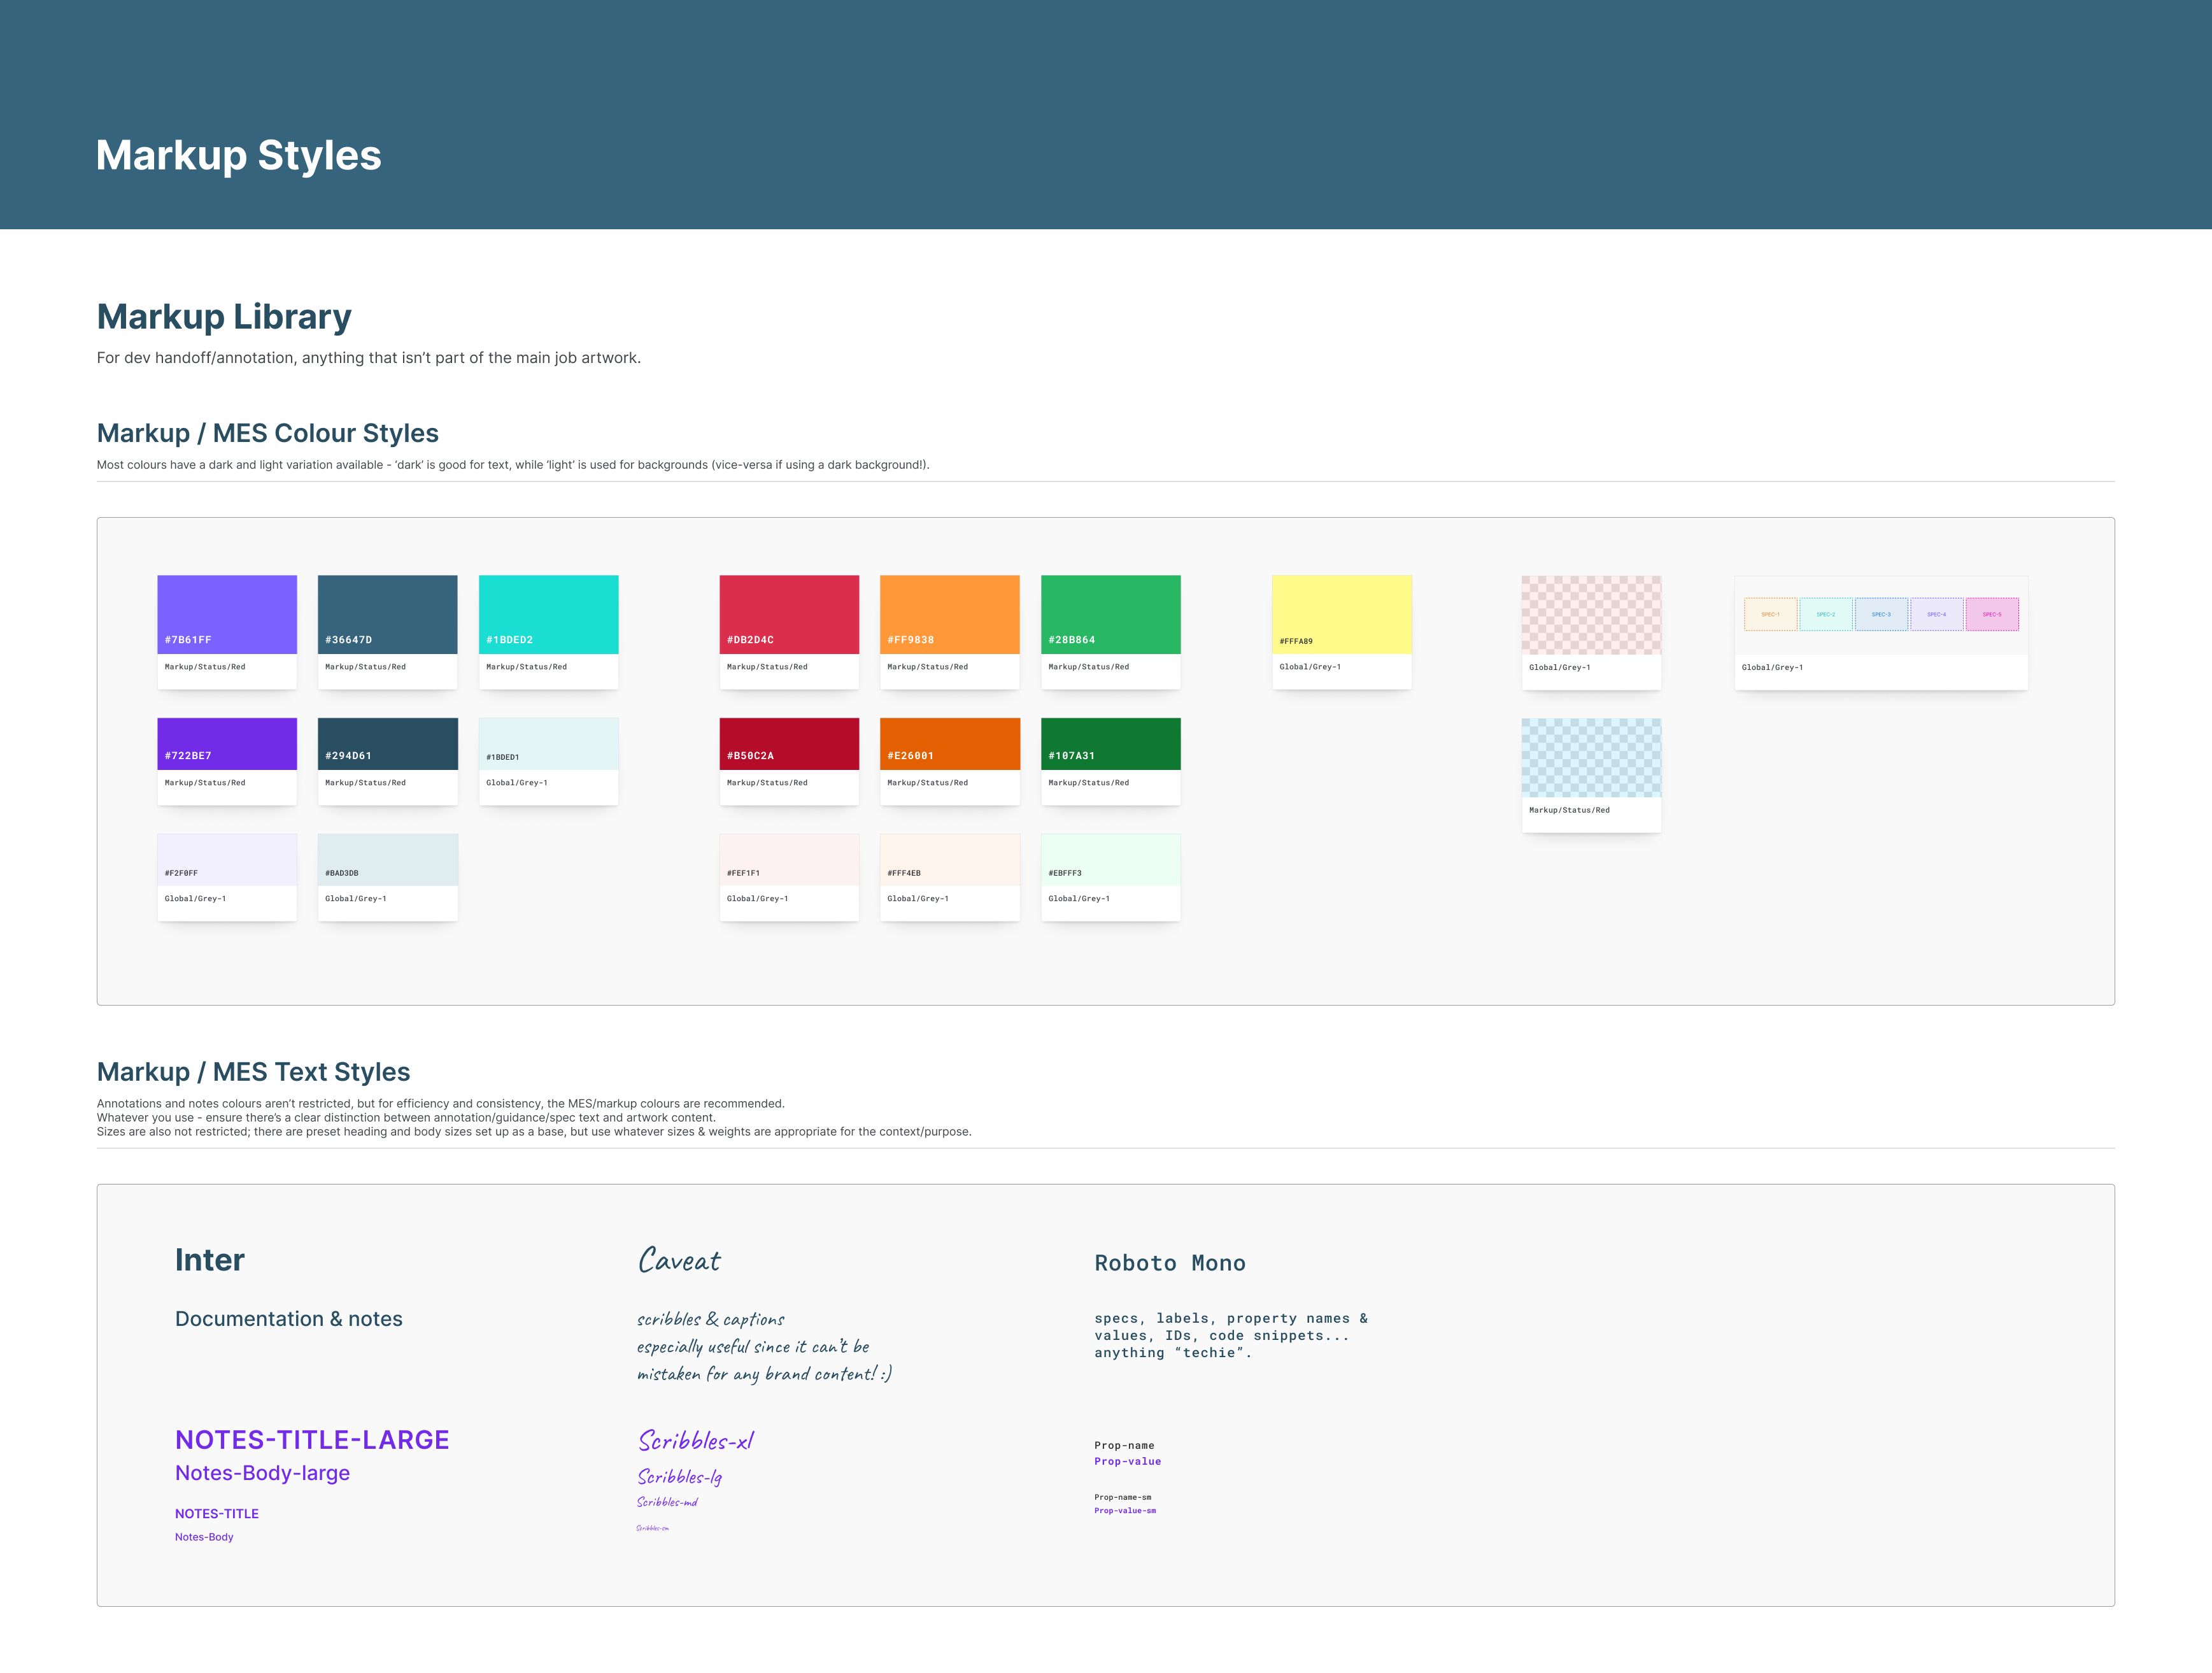 Markup Styles
Markup Library
For dev handoff/annotation, anything that isn’t part of the main job artwork.
Markup / MES Colour Styles
Most colours have a dark and light variation available - ‘dark’ is good for text, while ‘light’ is used for backgrounds (vice-versa if using a dark background!).
#7B61FF
Markup/Status/Red
#36647D
Markup/Status/Red
#1BDED2
Markup/Status/Red
#DB2D4C
Markup/Status/Red
#FF9838
Markup/Status/Red
#28B864
Markup/Status/Red
#FFFA89
Global/Grey-1
Global/Grey-1
SPEC-1
SPEC-2
SPEC-3
SPEC-4
SPEC-5
Global/Grey-1
#722BE7
Markup/Status/Red
#294D61
Markup/Status/Red
#1BDED1
Global/Grey-1
#B50C2A
Markup/Status/Red
#E26001
Markup/Status/Red
#107A31
Markup/Status/Red
Markup/Status/Red
#F2F0FF
Global/Grey-1
#BAD3DB
Global/Grey-1
#FEF1F1
Global/Grey-1
#FFF4EB
Global/Grey-1
#EBFFF3
Global/Grey-1
Markup / MES Text Styles
Annotations and notes colours aren’t restricted, but for efficiency and consistency, the MES/markup colours are recommended.
Whatever you use - ensure there’s a clear distinction between annotation/guidance/spec text and artwork content.
Sizes are also not restricted; there are preset heading and body sizes set up as a base, but use whatever sizes & weights are appropriate for the context/purpose.
Inter
Documentation & notes
NOTES-TITLE-LARGE
Notes-Body-large
NOTES-TITLE
Notes-Body
Caveat
scribbles & captions
especially useful since it can’t be
mistaken for any brand content! :)
Scribbles-xl
Scribbles-lg
Scribbles-md
Scribbles-sm
Roboto Mono
specs, labels, property names &
values, IDs, code snippets...
anything “techie”.
Prop-name
Prop-value
Prop-name-sm
Prop-value-sm